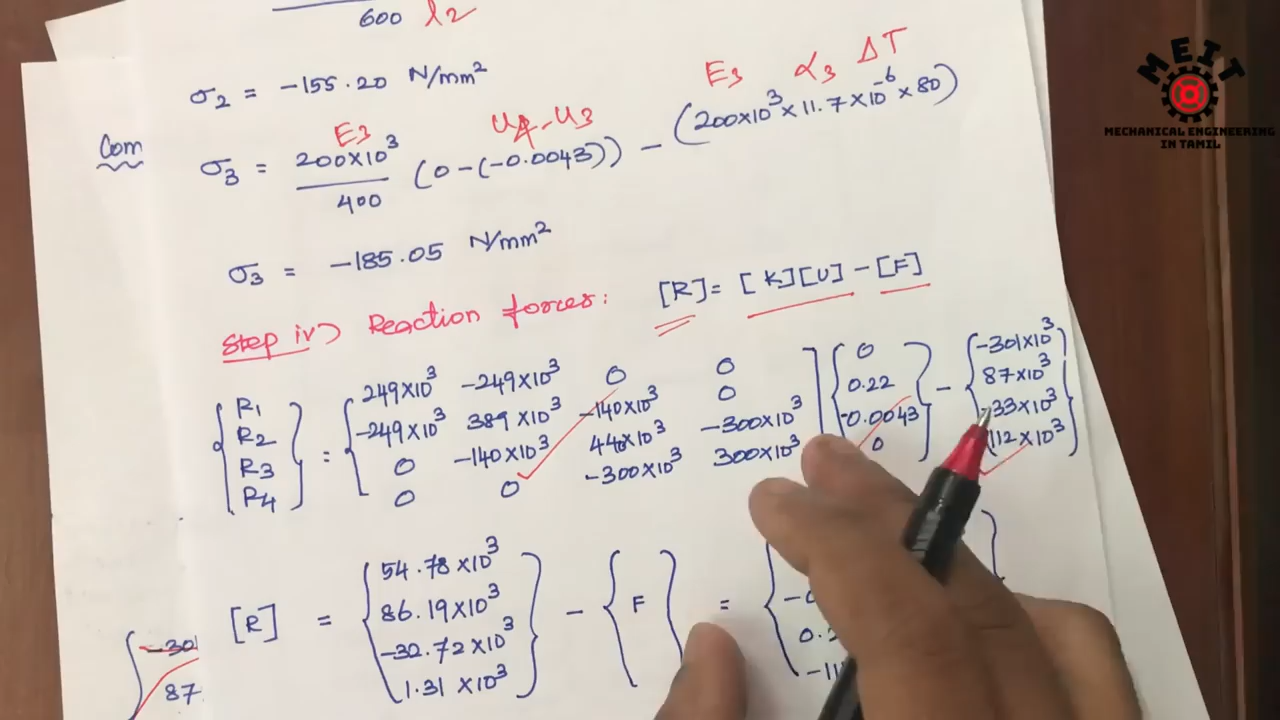 600 l2
σ2 = -155.20 N/mm²
E3 α3 ΔT
Com
E3 U4-U3
σ3 = 200×10³/400 (0-(-0.0043)) - (200×10³×11.7×10⁻⁶×80)
σ3 = -185.05 N/mm²
Step iv) Reaction forces: [R] = [K][U] - [F]
R1 249×10³ -249×10³ 0 0 0 -301×10³
R2 = -249×10³ 389×10³ -140×10³ 0 0.22 - 87×10³
R3 0 -140×10³ 440×10³ -300×10³ -0.0043 -33×10³
R4 0 0 -300×10³ 300×10³ 0 112×10³
54.78×10³
[R] = 86.19×10³ - { F } =
-32.72×10³
1.31×10³
-30
87
MEIT
MECHANICAL ENGINEERING
IN TAMIL